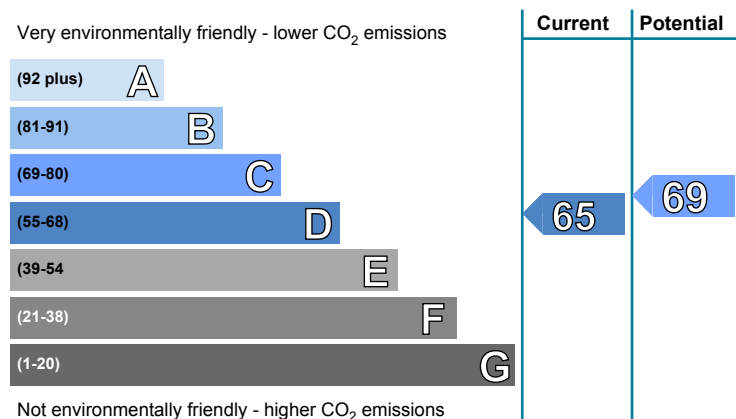 Current Potential
Very environmentally friendly - lower CO₂ emissions
(92 plus) A
(81-91) B
(69-80) C
(55-68) D
(39-54 E
(21-38) F
(1-20) G
65 69
Not environmentally friendly - higher CO₂ emissions